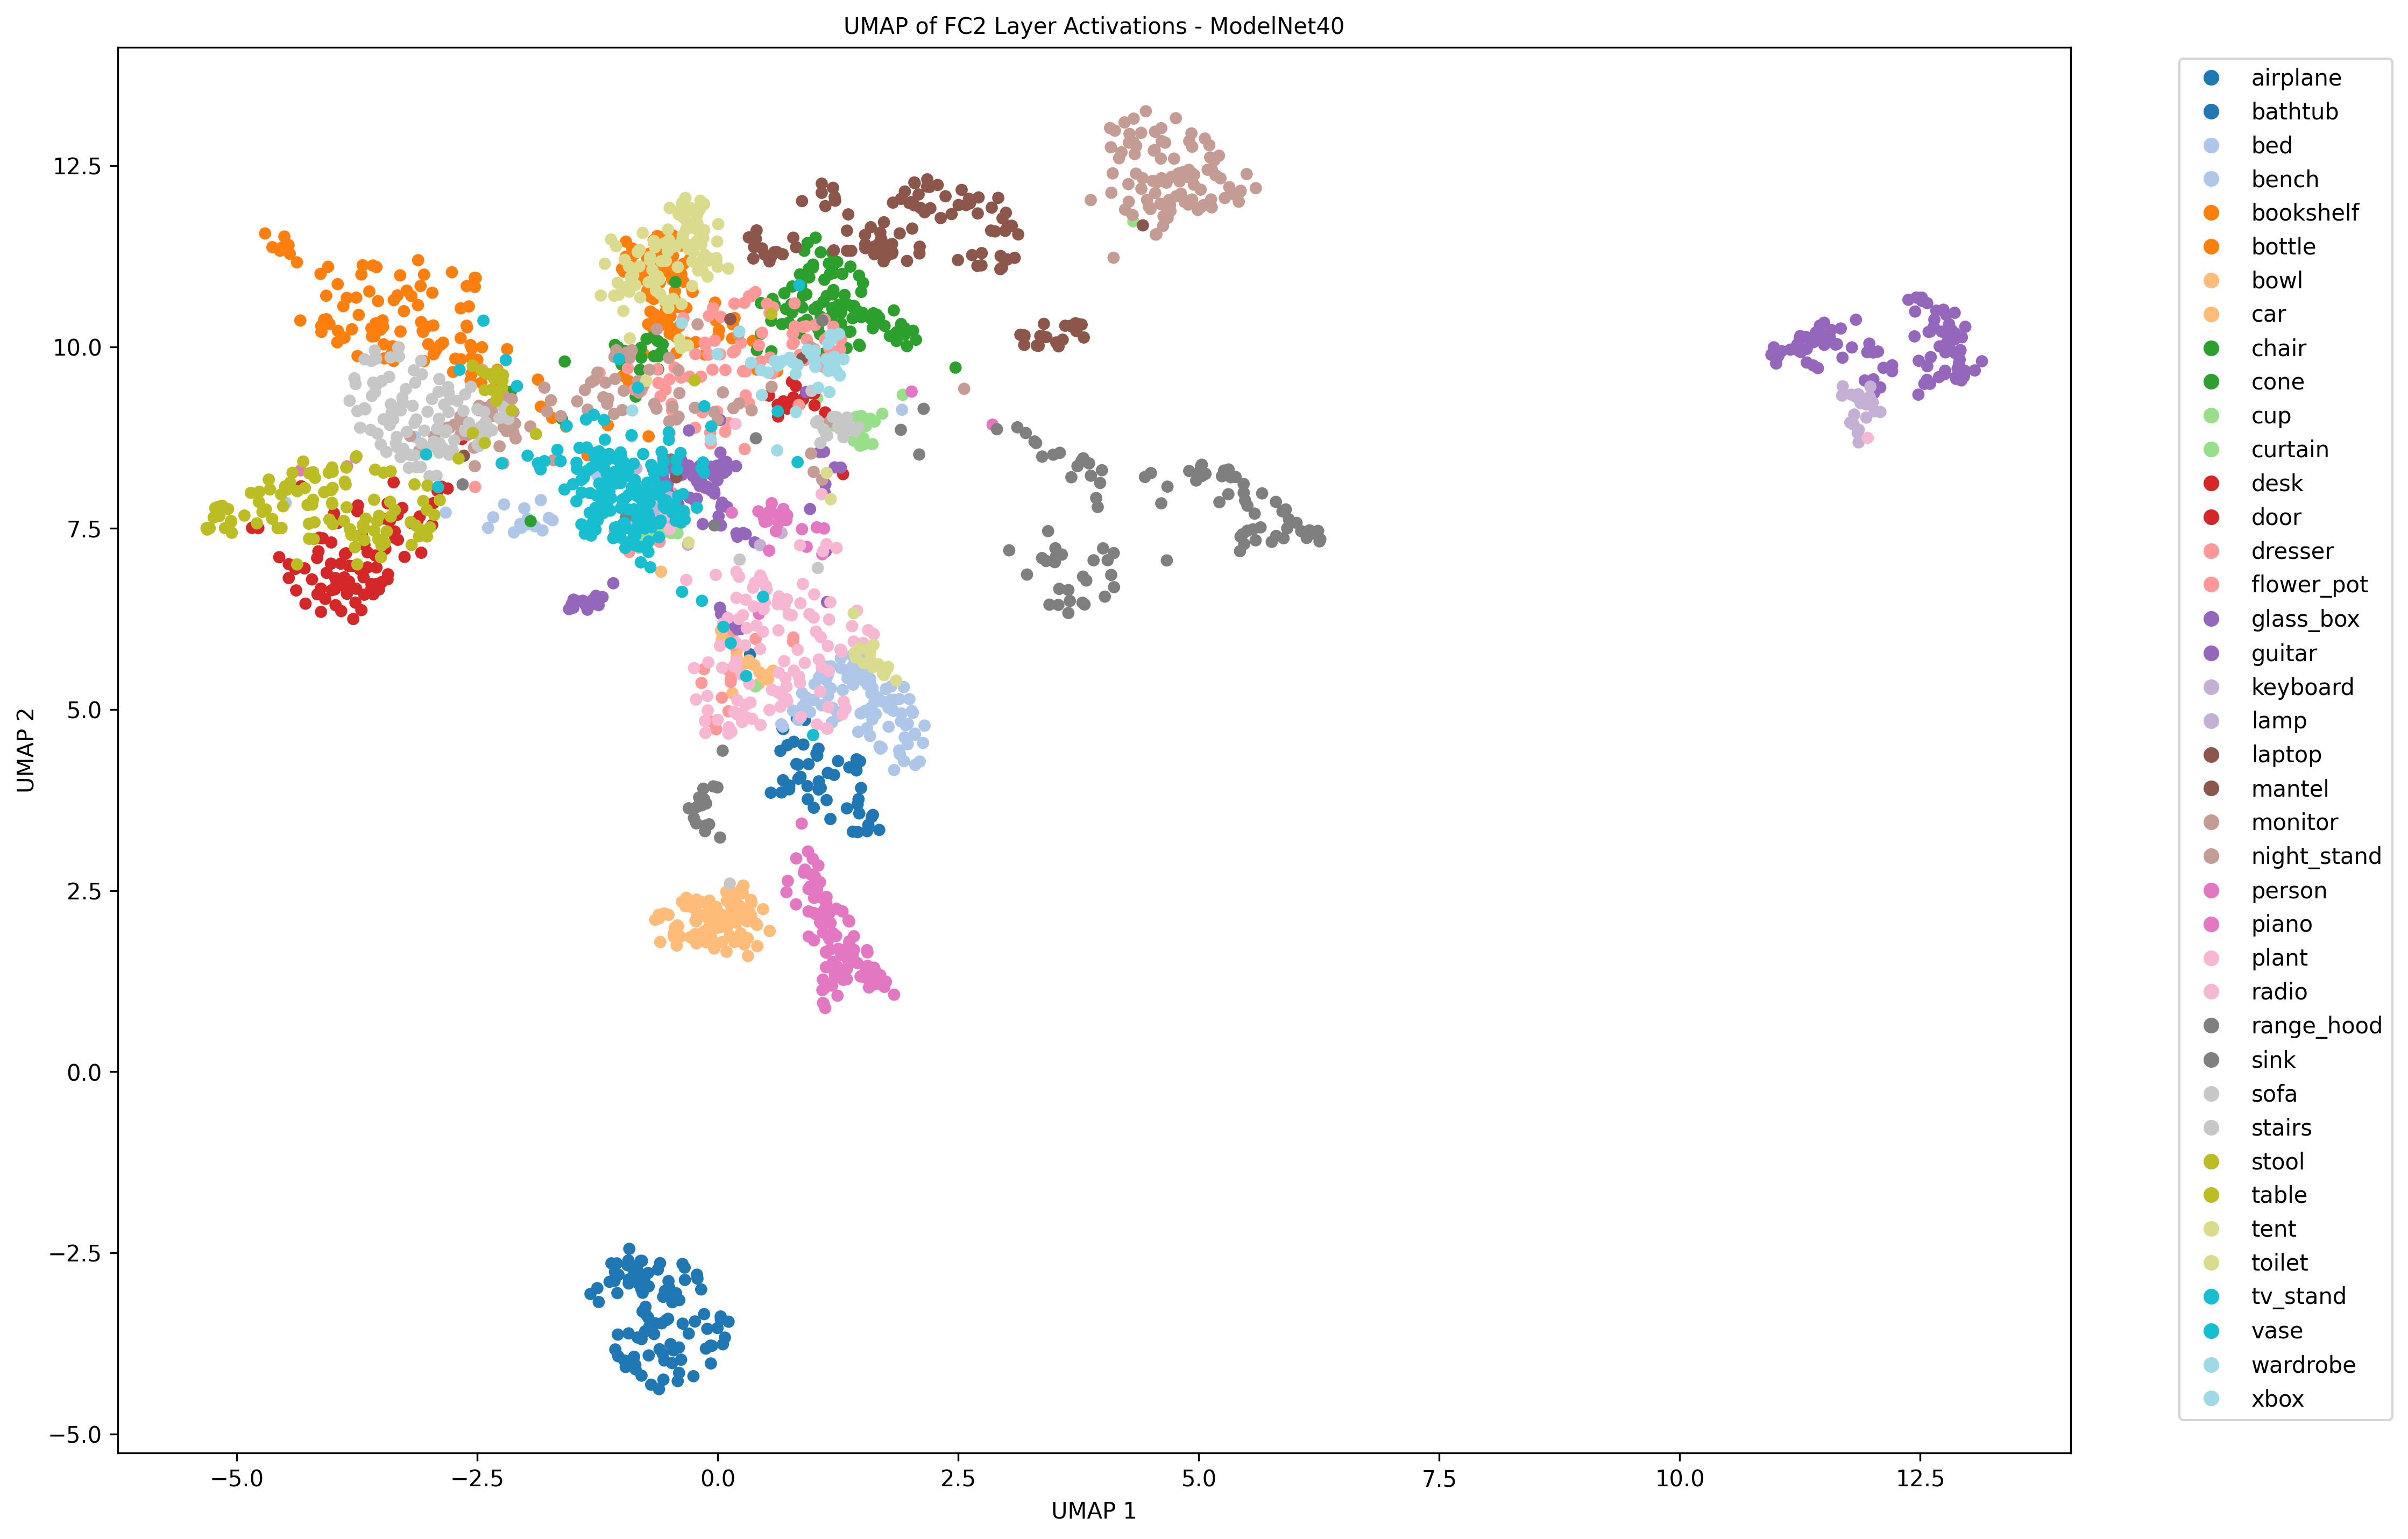 UMAP of FC2 Layer Activations - ModelNet40
12.5
10.0
7.5
5.0
2.5
0.0
−2.5
−5.0
UMAP 2
−5.0
−2.5
0.0
2.5
5.0
7.5
10.0
12.5
UMAP 1
airplane
bathtub
bed
bench
bookshelf
bottle
bowl
car
chair
cone
cup
curtain
desk
door
dresser
flower_pot
glass_box
guitar
keyboard
lamp
laptop
mantel
monitor
night_stand
person
piano
plant
radio
range_hood
sink
sofa
stairs
stool
table
tent
toilet
tv_stand
vase
wardrobe
xbox